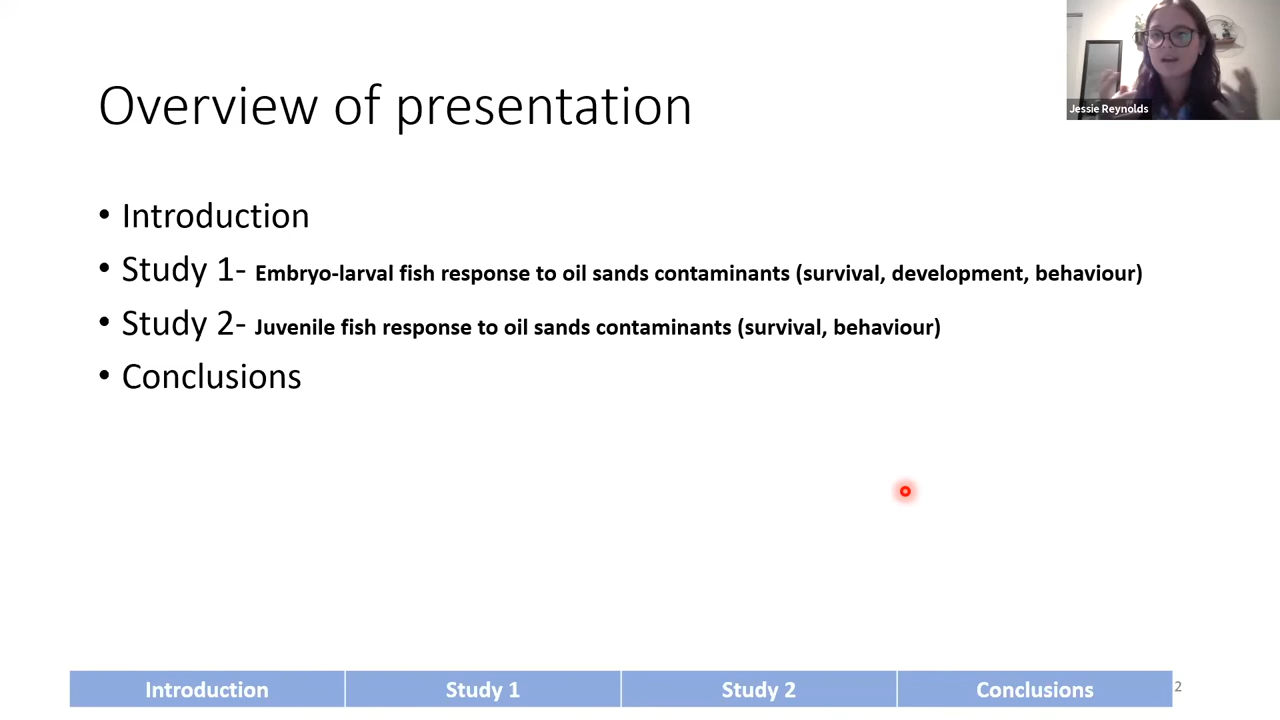 Jessie Reynolds
Overview of presentation
• Introduction
• Study 1- Embryo-larval fish response to oil sands contaminants (survival, development, behaviour)
• Study 2- Juvenile fish response to oil sands contaminants (survival, behaviour)
• Conclusions
Introduction Study 1 Study 2 Conclusions 2